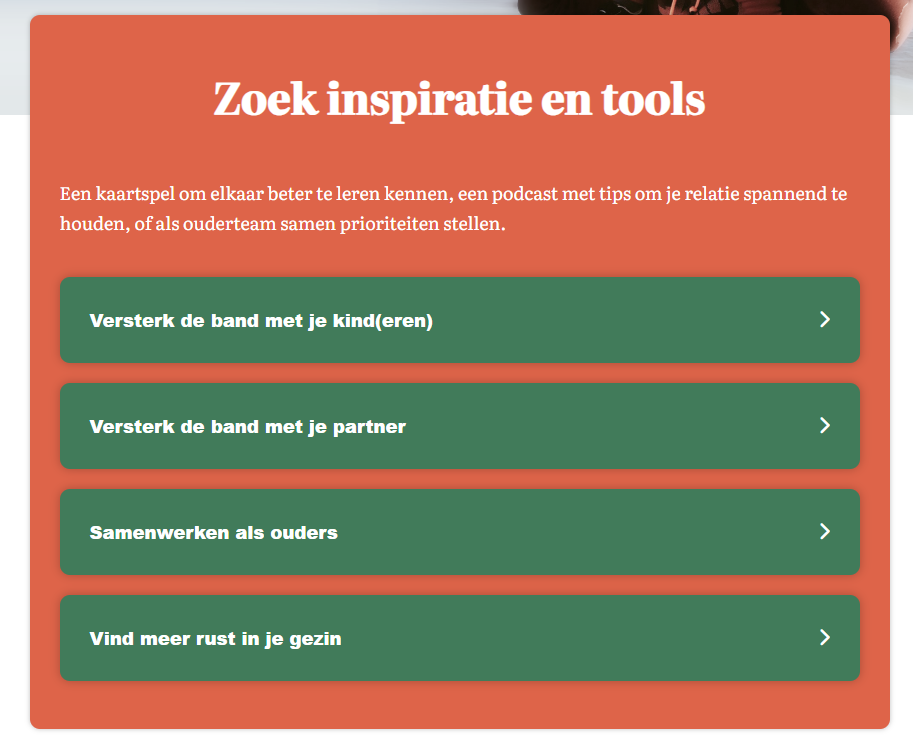 Zoek inspiratie en tools
Een kaartspel om elkaar beter te leren kennen, een podcast met tips om je relatie spannend te
houden, of als ouderteam samen prioriteiten stellen.
Versterk de band met je kind(eren)
Versterk de band met je partner
Samenwerken als ouders
Vind meer rust in je gezin